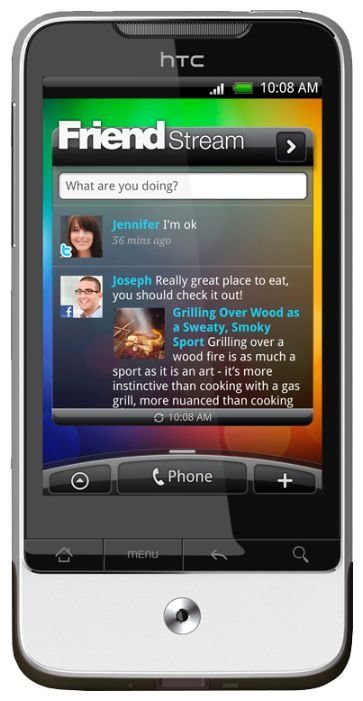 hTC
10:08 AM
Friend Stream
What are you doing?
Jennifer I'm ok
56 mins ago
Joseph Really great place to eat,
you should check it out!
Grilling Over Wood as
a Sweaty, Smoky
Sport Grilling over a
wood fire is as much a
sport as it is an art - it's more
instinctive than cooking with a gas
grill, more nuanced than cooking
10:08 AM
Phone
MENU